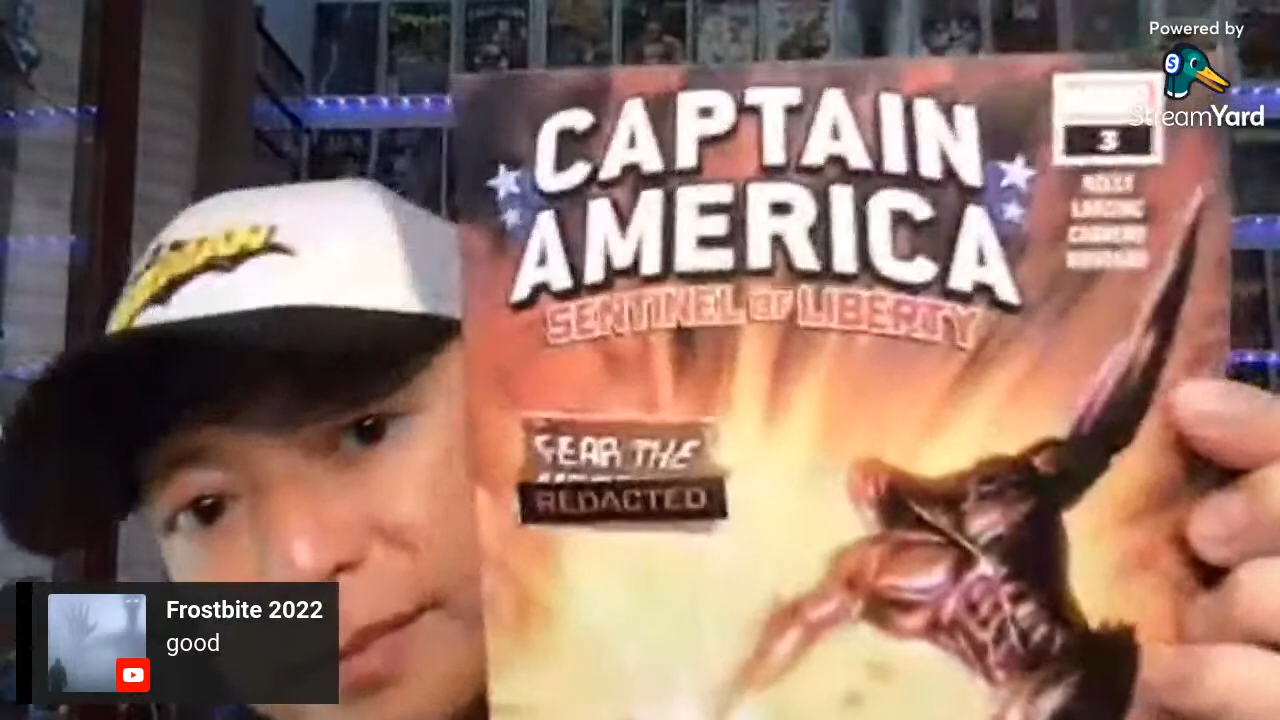 Powered by
StreamYard
CAPTAIN
AMERICA
SENTINEL OF LIBERTY
3
FEAR THE
REDACTED
Frostbite 2022
good